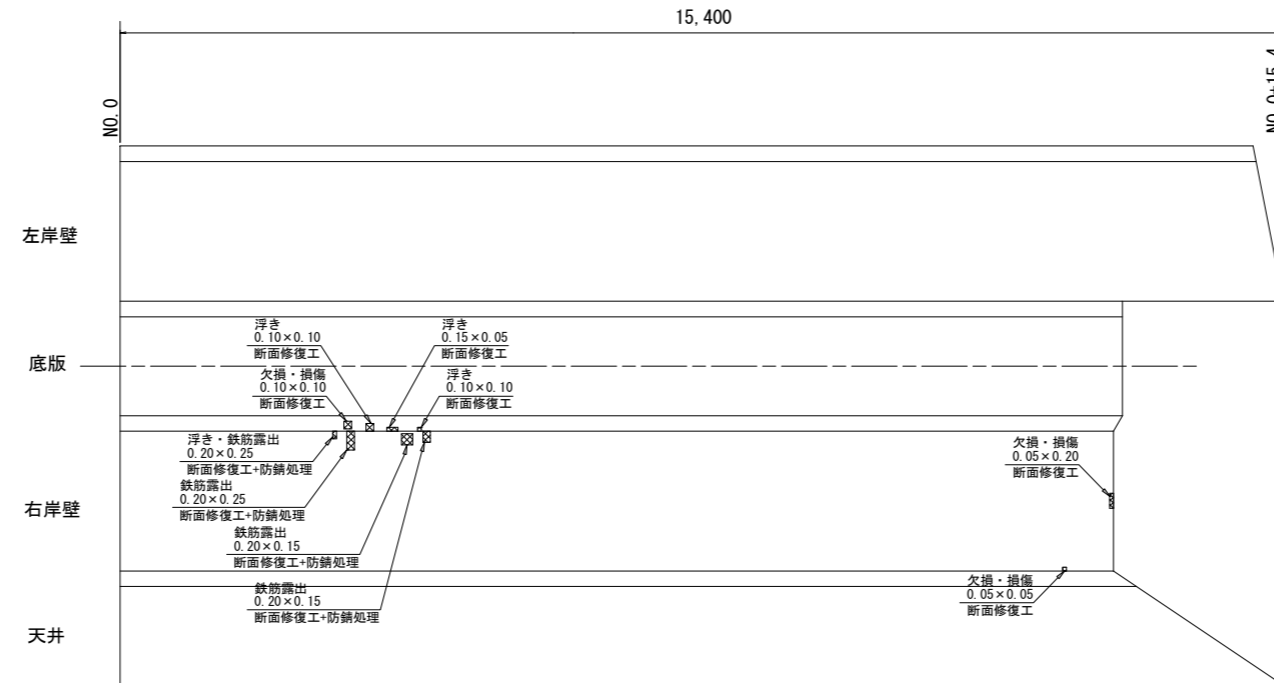 15,400
NO.0
NO.0+15.4
左岸壁
底版
右岸壁
天井
浮き
0.10×0.10
断面修復工
浮き
0.15×0.05
断面修復工
欠損・損傷
0.10×0.10
断面修復工
浮き
0.10×0.10
断面修復工
浮き・鉄筋露出
0.20×0.25
断面修復工+防錆処理
鉄筋露出
0.20×0.25
断面修復工+防錆処理
鉄筋露出
0.20×0.15
断面修復工+防錆処理
鉄筋露出
0.20×0.15
断面修復工+防錆処理
欠損・損傷
0.05×0.20
断面修復工
欠損・損傷
0.05×0.05
断面修復工